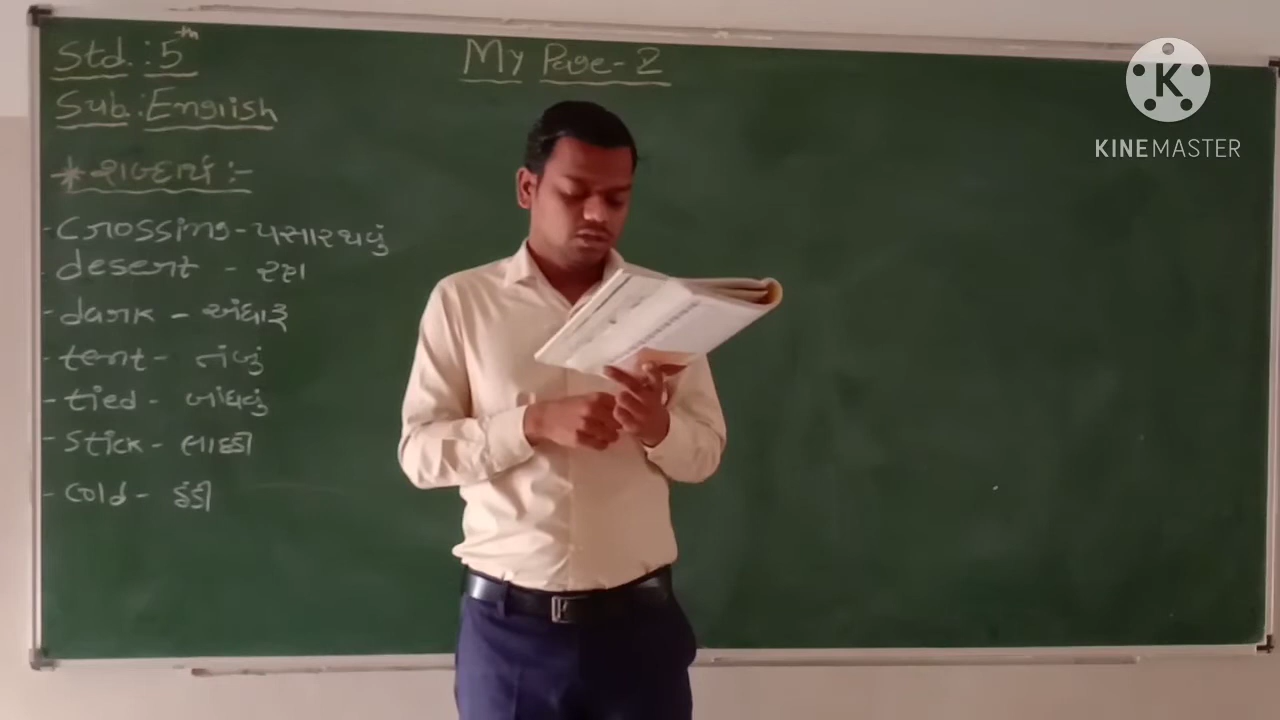 Std.: 5th
My Page-2
Sub.: English
* શબ્દાર્થ :-
- Crossing - પસાર થવું
- desert - રણ
- dark - અંધારૂ
- tent - તંબું
- tied - બાંધવું
- Stick - લાકડી
- Cold - ઠંડી
KINEMASTER